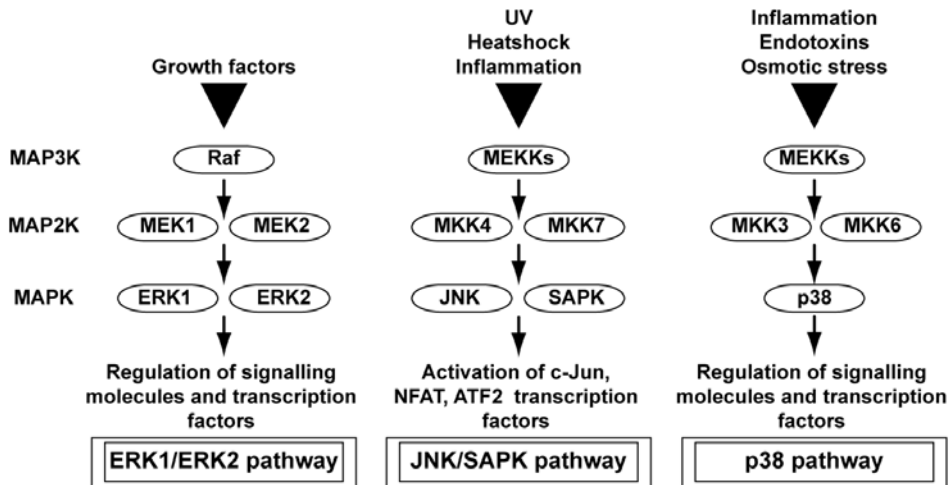 Growth factors
UV
Heatshock
Inflammation
Inflammation
Endotoxins
Osmotic stress
MAP3K
Raf
MEKKs
MEKKs
MAP2K
MEK1
MEK2
MKK4
MKK7
MKK3
MKK6
MAPK
ERK1
ERK2
JNK
SAPK
p38
Regulation of signalling
molecules and transcription
factors
Activation of c-Jun,
NFAT, ATF2 transcription
factors
Regulation of signalling
molecules and transcription
factors
ERK1/ERK2 pathway
JNK/SAPK pathway
p38 pathway